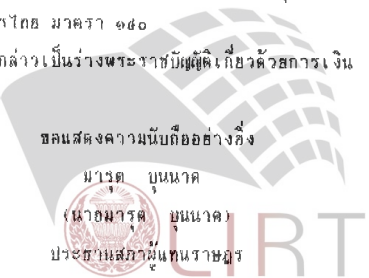 รไทย มาตรา ๑๔๐
กล่าวเป็นร่างพระราชบัญญัติเกี่ยวด้วยการเงิน
ขอแสดงความนับถืออย่างยิ่ง
มารุต บุนนาค
(นายมารุต บุนนาค)
ประธานสภาผู้แทนราษฎร
LIRT